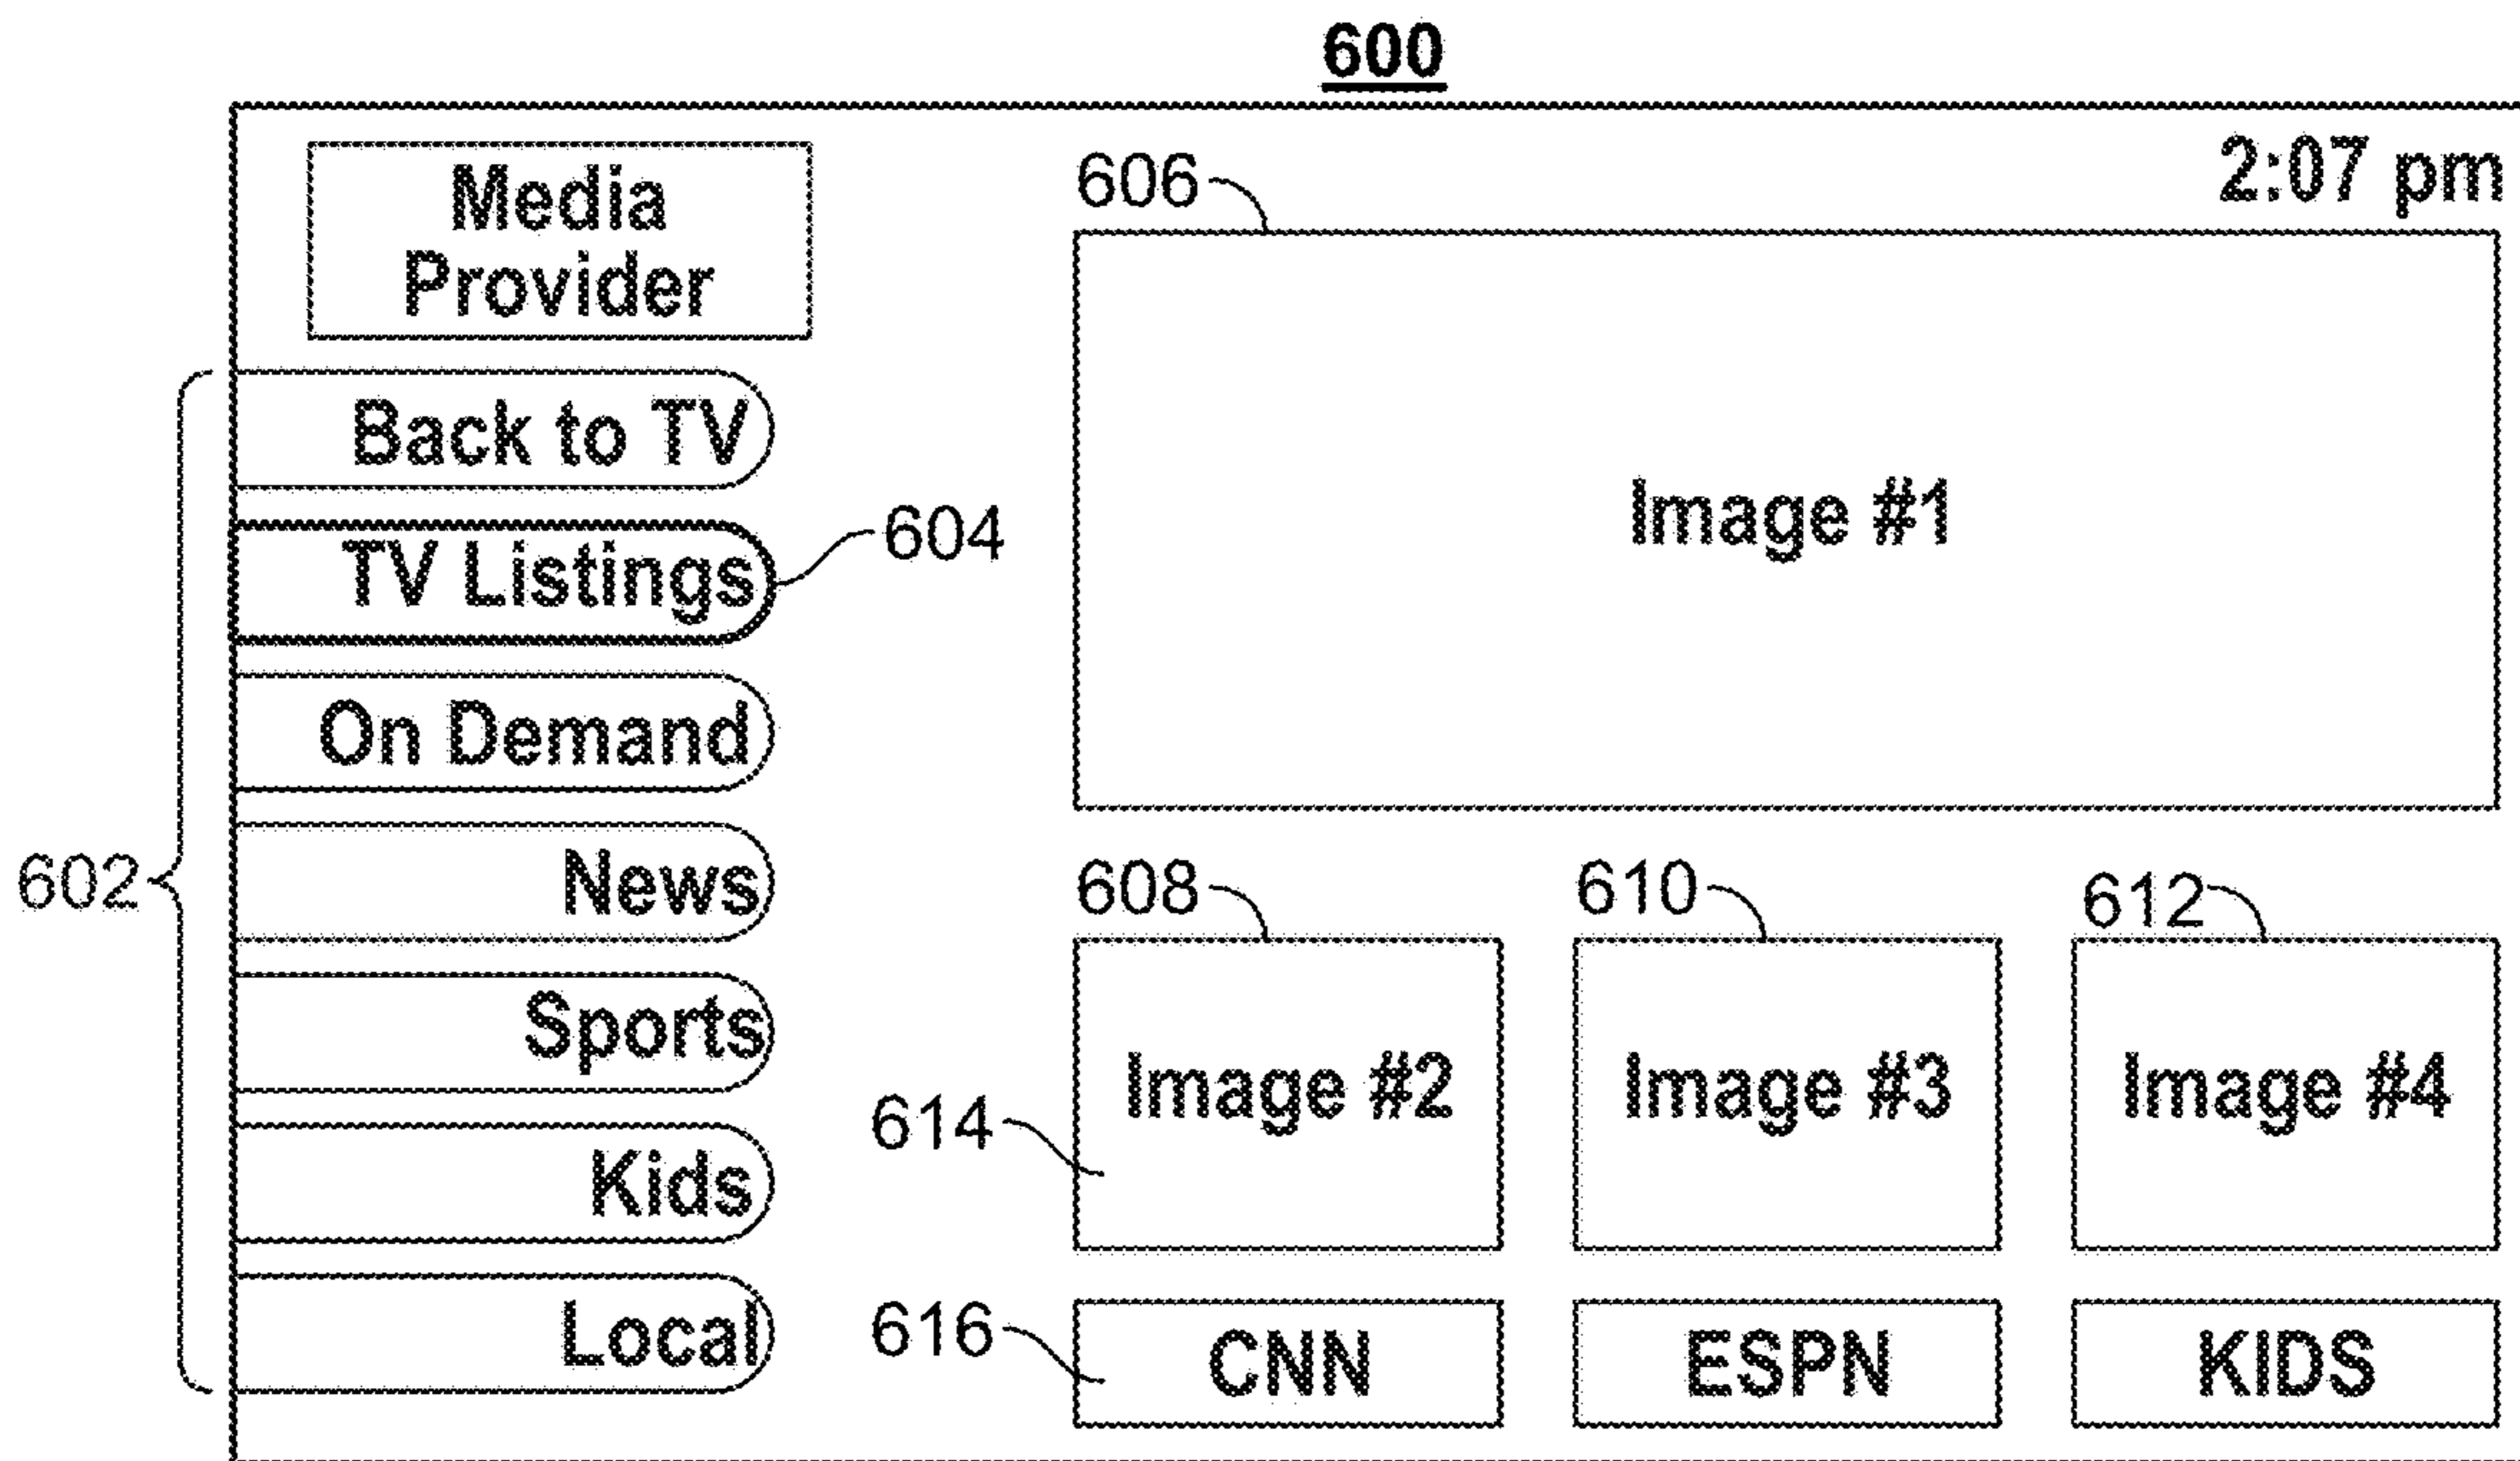 600
2:07 pm
Media
Provider
606
Image #1
Back to TV
TV Listings
604
On Demand
News
602
Sports
Kids
Local
608
610
612
Image #2
Image #3
Image #4
614
616
CNN
ESPN
KIDS